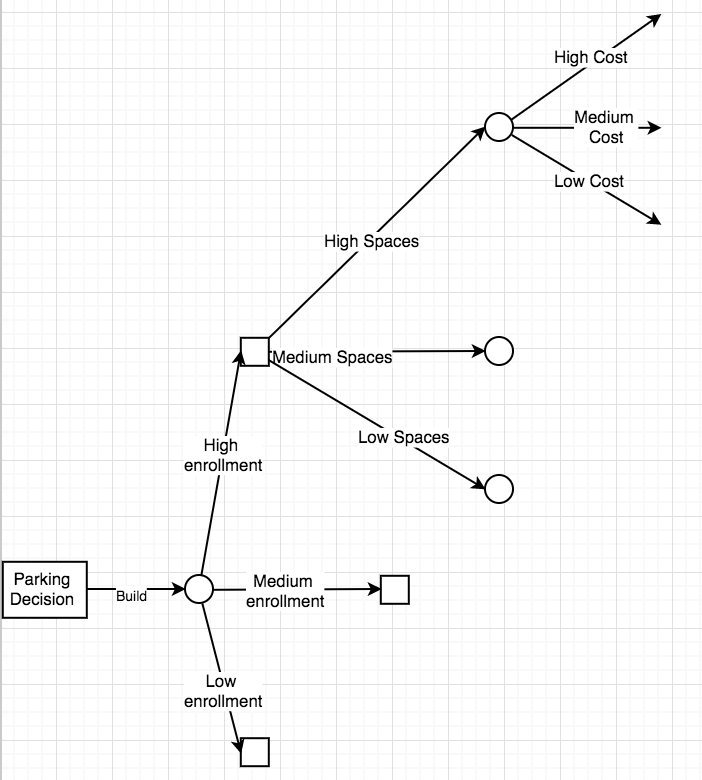 High Cost
Medium
Cost
Low Cost
High Spaces
Medium Spaces
Low Spaces
High
enrollment
Parking
Decision
Build
Medium
enrollment
Low
enrollment